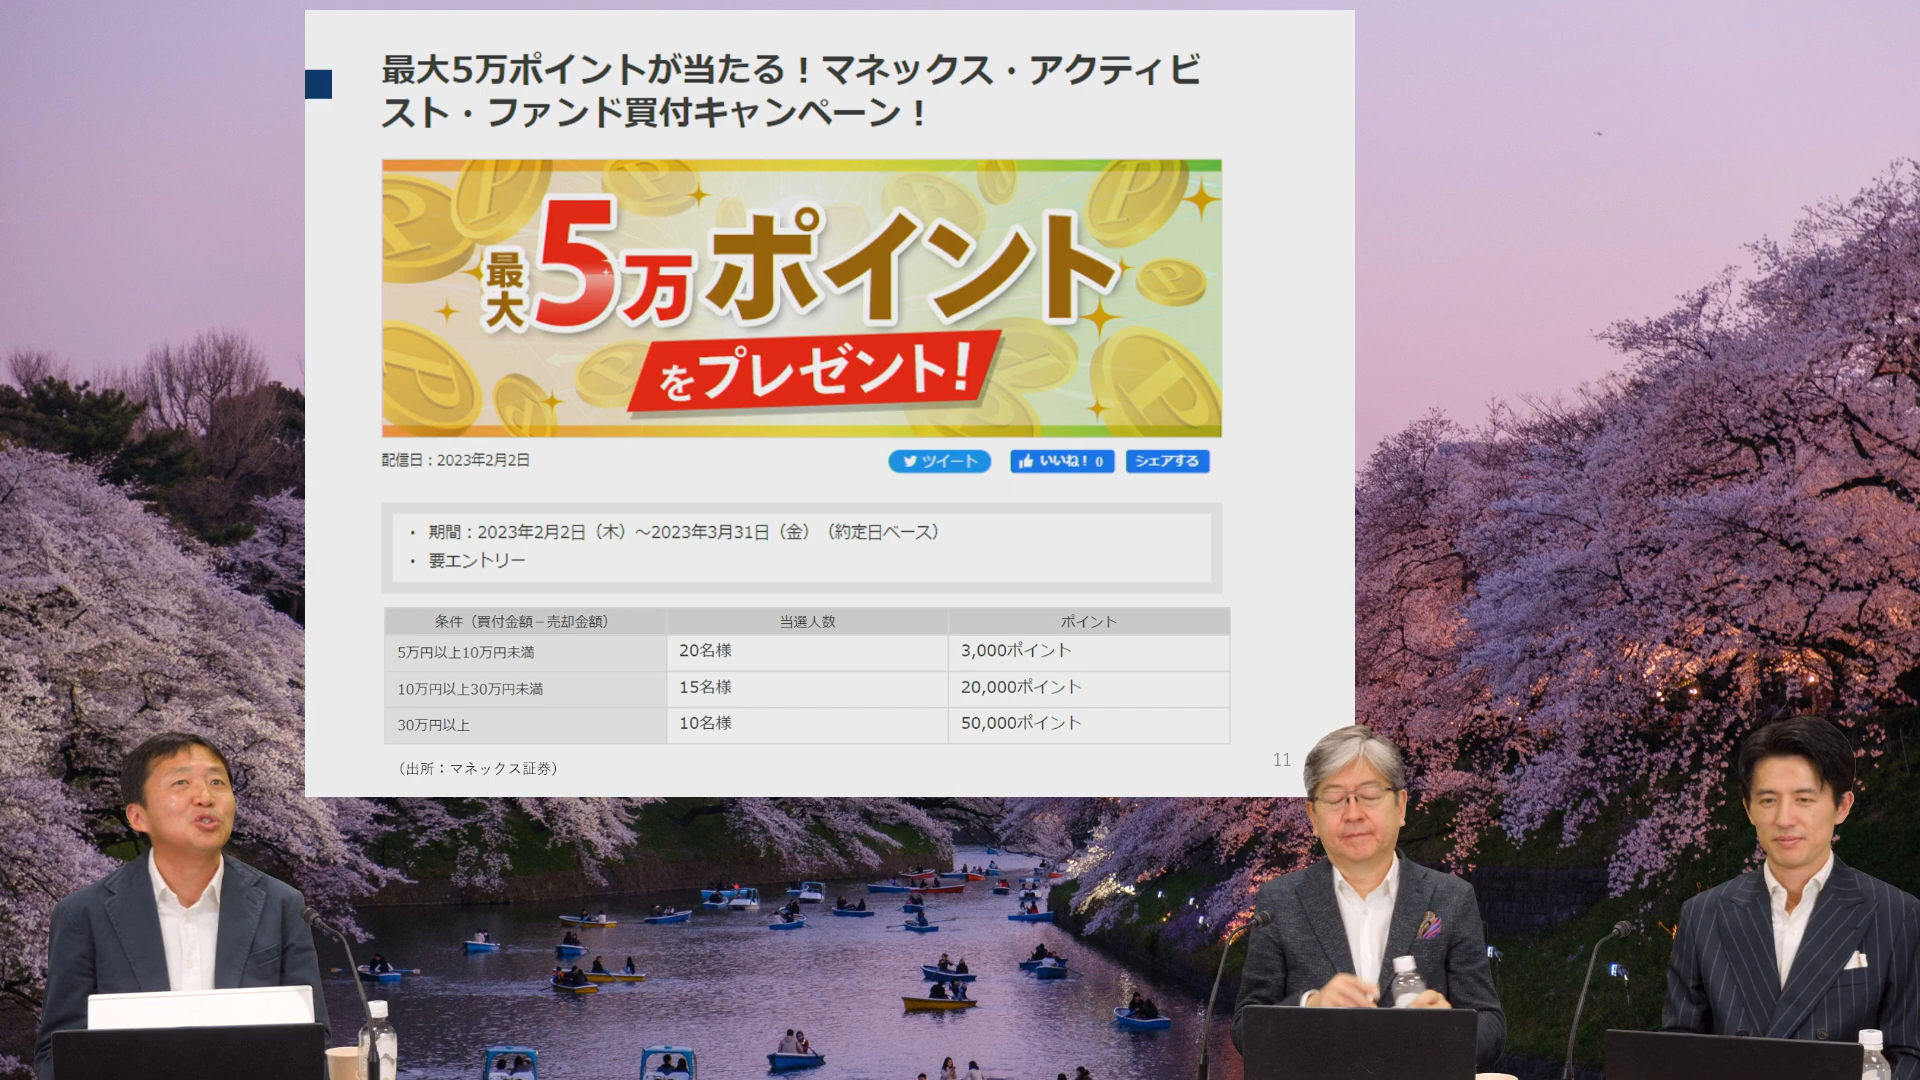 最大5万ポイントが当たる！マネックス・アクティビ
スト・ファンド買付キャンペーン！
最大5万ポイント
をプレゼント!
配信日：2023年2月2日
ツイート いいね！ 0 シェアする
・ 期間：2023年2月2日（木）～2023年3月31日（金）（約定日ベース）
・ 要エントリー
条件（買付金額－売却金額） 当選人数 ポイント
5万円以上10万円未満 20名様 3,000ポイント
10万円以上30万円未満 15名様 20,000ポイント
30万円以上 10名様 50,000ポイント
（出所：マネックス証券）
11